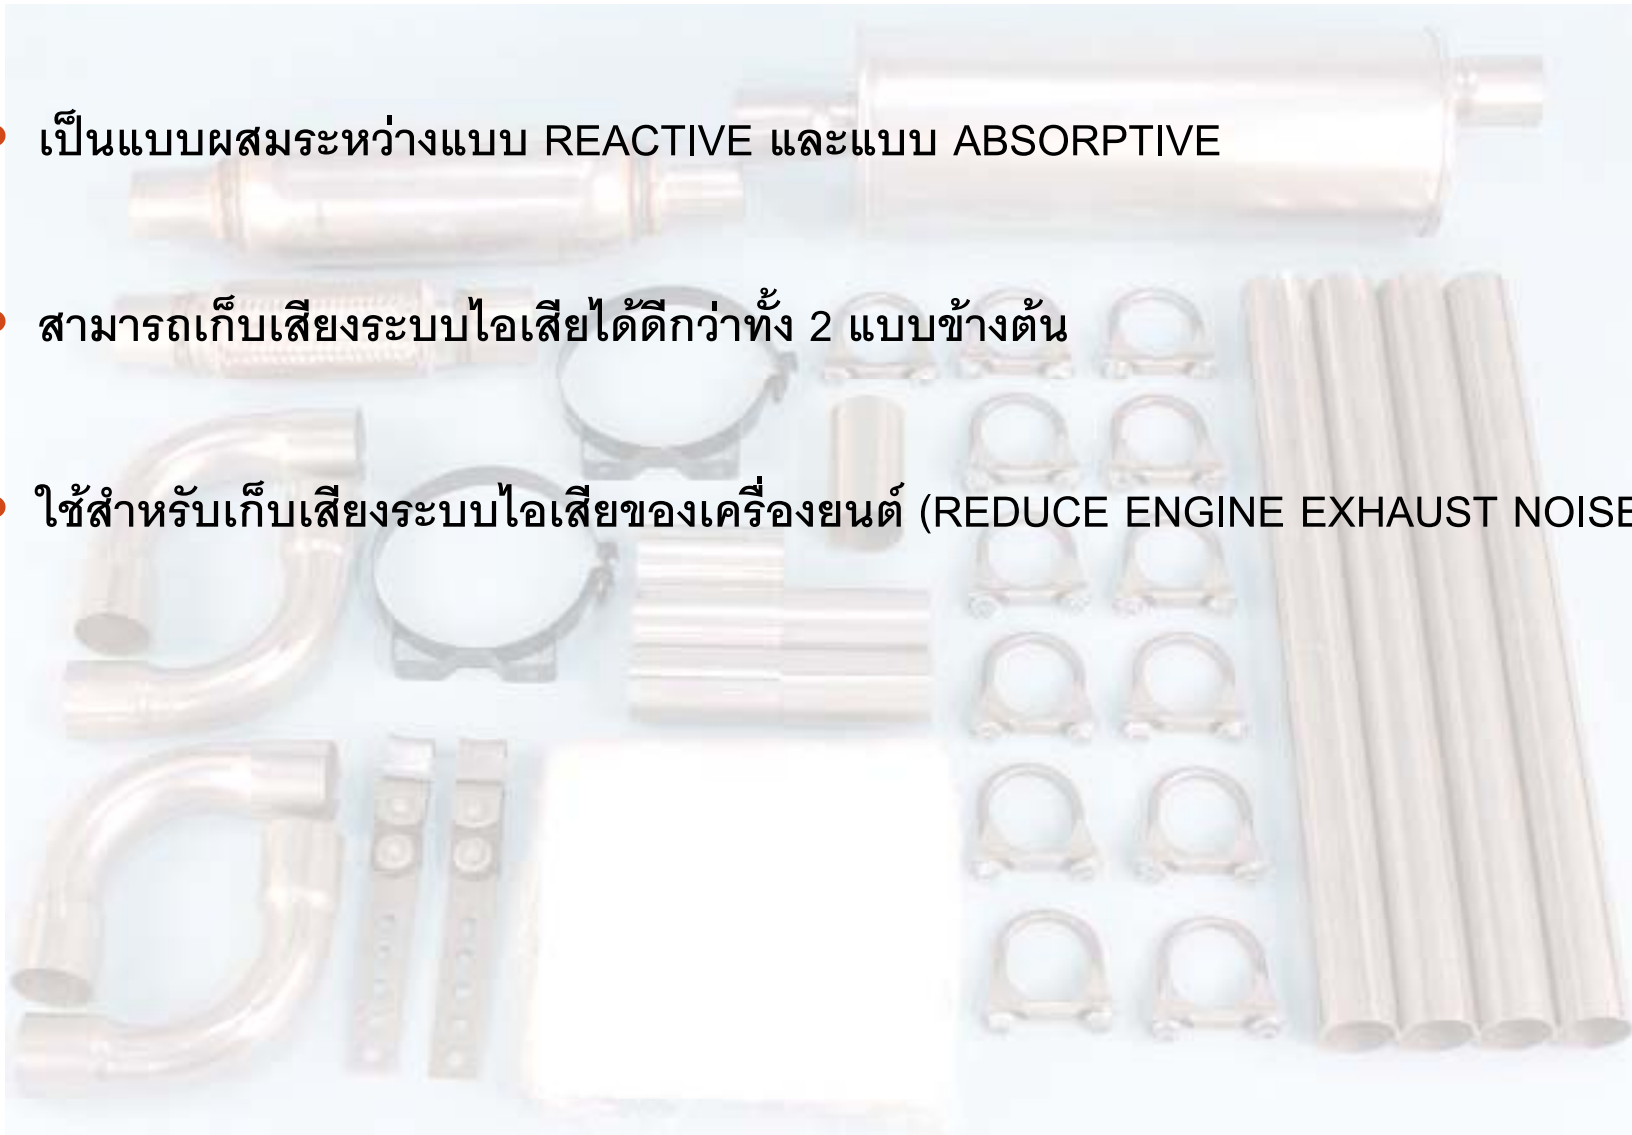 • เป็นแบบผสมระหว่างแบบ REACTIVE และแบบ ABSORPTIVE
• สามารถเก็บเสียงระบบไอเสียได้ดีกว่าทั้ง 2 แบบข้างต้น
• ใช้สำหรับเก็บเสียงระบบไอเสียของเครื่องยนต์ (REDUCE ENGINE EXHAUST NOISE